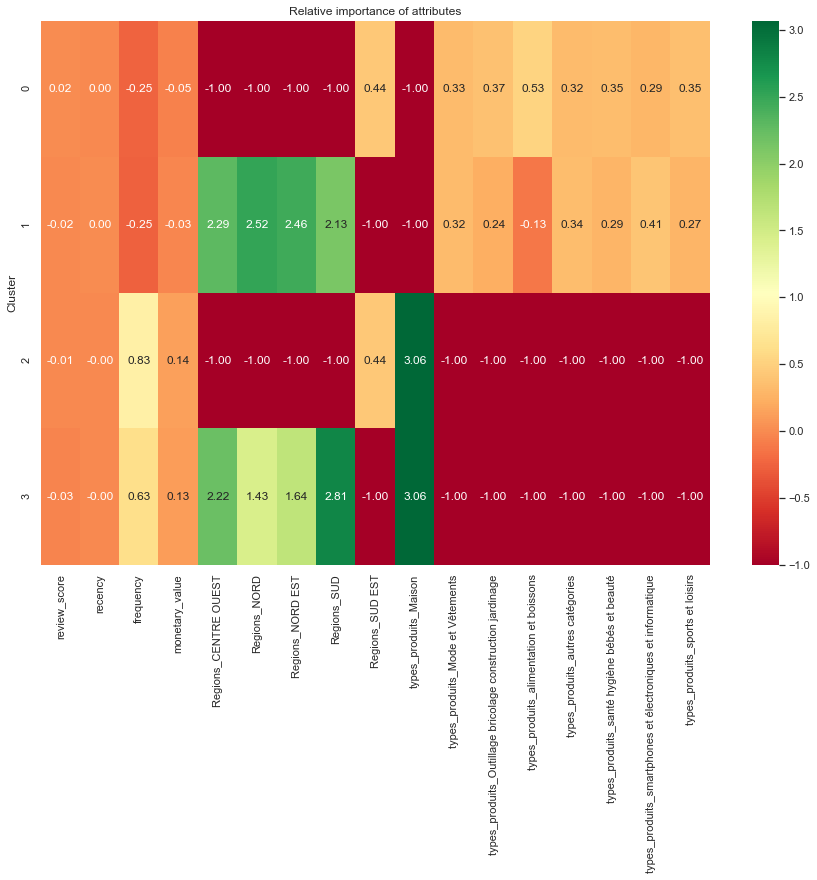 Relative importance of attributes
Cluster
0
0.02 0.00 -0.25 -0.05 -1.00 -1.00 -1.00 -1.00 0.44 -1.00 0.33 0.37 0.53 0.32 0.35 0.29 0.35
1
-0.02 0.00 -0.25 -0.03 2.29 2.52 2.46 2.13 -1.00 -1.00 0.32 0.24 -0.13 0.34 0.29 0.41 0.27
2
-0.01 -0.00 0.83 0.14 -1.00 -1.00 -1.00 -1.00 0.44 3.06 -1.00 -1.00 -1.00 -1.00 -1.00 -1.00 -1.00
3
-0.03 -0.00 0.63 0.13 2.22 1.43 1.64 2.81 -1.00 3.06 -1.00 -1.00 -1.00 -1.00 -1.00 -1.00 -1.00
review_score
recency
frequency
monetary_value
Regions_CENTRE OUEST
Regions_NORD
Regions_NORD EST
Regions_SUD
Regions_SUD EST
types_produits_Maison
types_produits_Mode et Vêtements
types_produits_Outillage bricolage construction jardinage
types_produits_alimentation et boissons
types_produits_autres catégories
types_produits_santé hygiène bébés et beauté
types_produits_smartphones et électroniques et informatique
types_produits_sports et loisirs
3.0
2.5
2.0
1.5
1.0
0.5
0.0
−0.5
−1.0